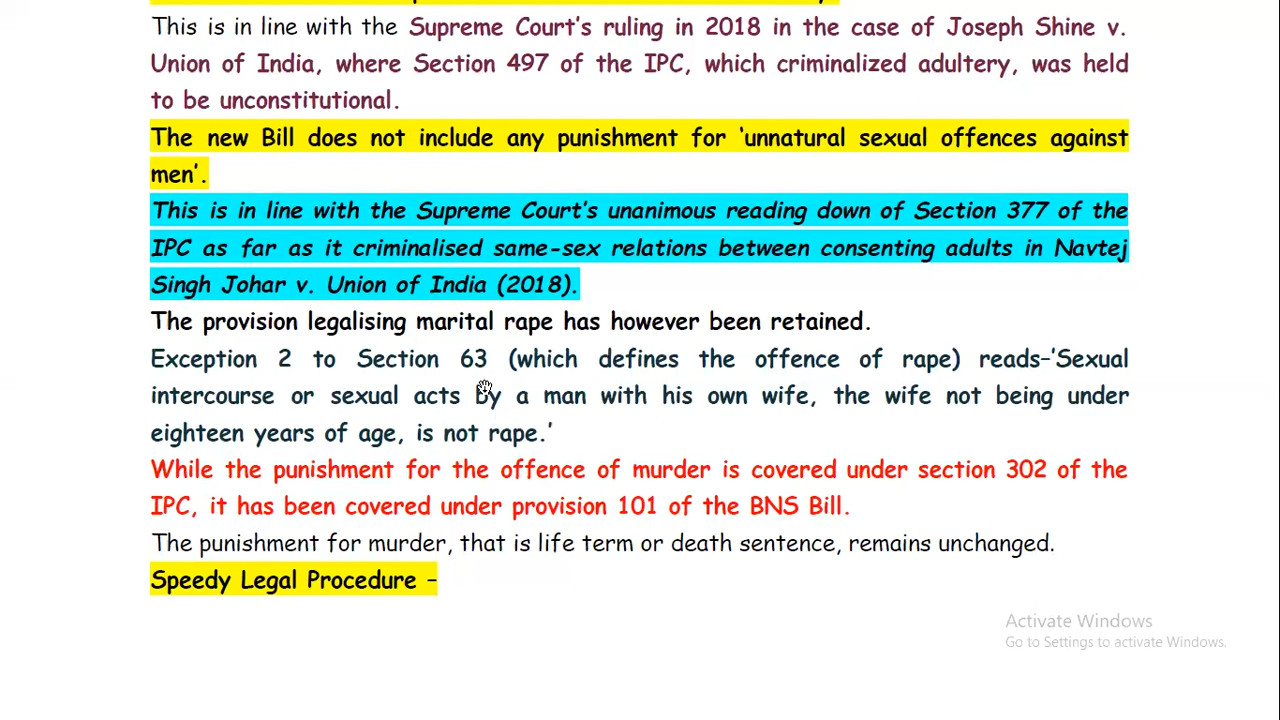 This is in line with the Supreme Court's ruling in 2018 in the case of Joseph Shine v.
Union of India, where Section 497 of the IPC, which criminalized adultery, was held
to be unconstitutional.
The new Bill does not include any punishment for ‘unnatural sexual offences against
men’.
This is in line with the Supreme Court's unanimous reading down of Section 377 of the
IPC as far as it criminalised same-sex relations between consenting adults in Navtej
Singh Johar v. Union of India (2018).
The provision legalising marital rape has however been retained.
Exception 2 to Section 63 (which defines the offence of rape) reads–‘Sexual
intercourse or sexual acts by a man with his own wife, the wife not being under
eighteen years of age, is not rape.’
While the punishment for the offence of murder is covered under section 302 of the
IPC, it has been covered under provision 101 of the BNS Bill.
The punishment for murder, that is life term or death sentence, remains unchanged.
Speedy Legal Procedure –
Activate Windows
Go to Settings to activate Windows.